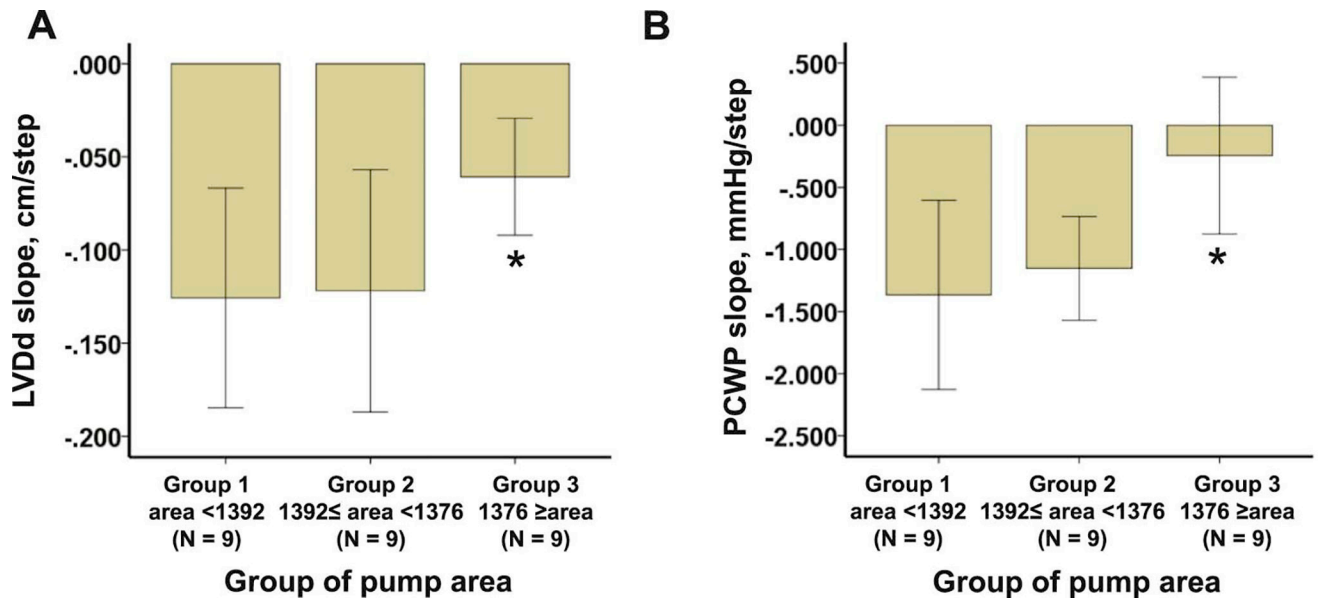 A
LVDd slope, cm/step
.000
-.050
-.100
-.150
-.200
*
Group 1
area <1392
(N = 9)
Group 2
1392≤ area <1376
(N = 9)
Group 3
1376 ≥area
(N = 9)
Group of pump area
B
PCWP slope, mmHg/step
.500
.000
-.500
-1.000
-1.500
-2.000
-2.500
*
Group 1
area <1392
(N = 9)
Group 2
1392≤ area <1376
(N = 9)
Group 3
1376 ≥area
(N = 9)
Group of pump area